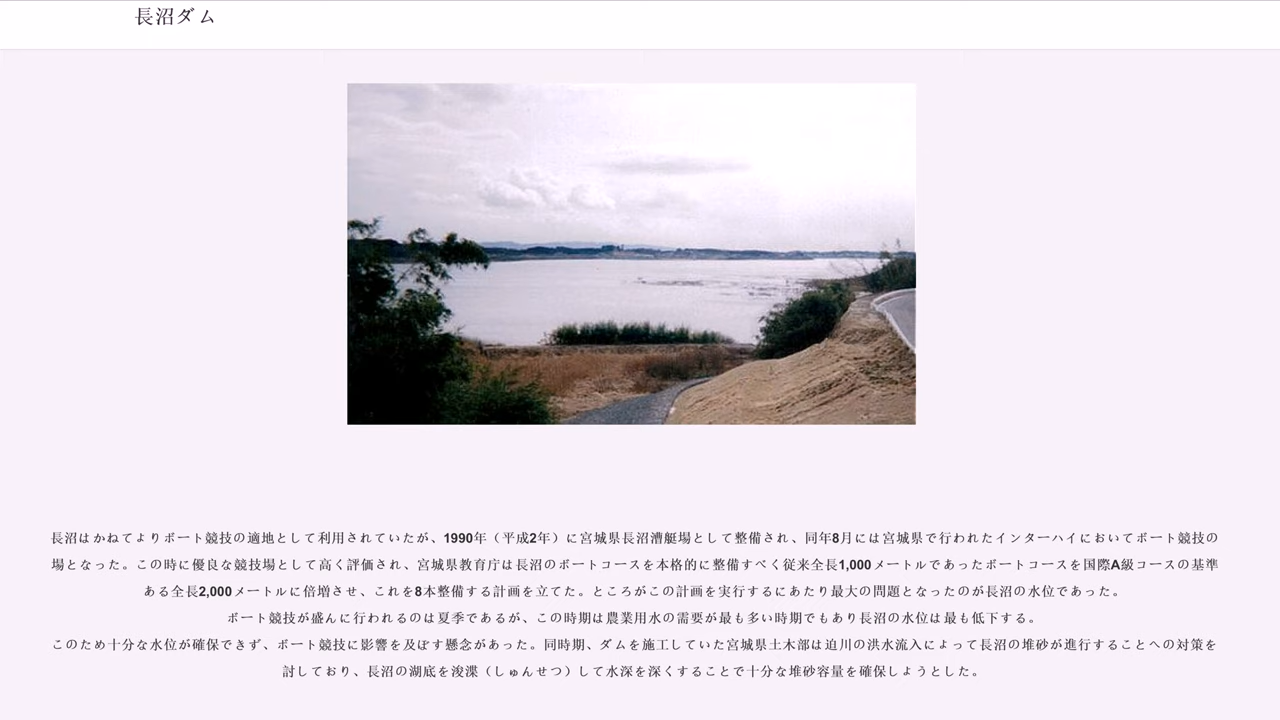 長沼ダム
長沼はかねてよりボート競技の適地として利用されていたが、1990年（平成2年）に宮城県長沼漕艇場として整備され、同年8月には宮城県で行われたインターハイにおいてボート競技の
場となった。この時に優良な競技場として高く評価され、宮城県教育庁は長沼のボートコースを本格的に整備すべく従来全長1,000メートルであったボートコースを国際A級コースの基準
ある全長2,000メートルに倍増させ、これを8本整備する計画を立てた。ところがこの計画を実行するにあたり最大の問題となったのが長沼の水位であった。
ボート競技が盛んに行われるのは夏季であるが、この時期は農業用水の需要が最も多い時期でもあり長沼の水位は最も低下する。
このため十分な水位が確保できず、ボート競技に影響を及ぼす懸念があった。同時期、ダムを施工していた宮城県土木部は迫川の洪水流入によって長沼の堆砂が進行することへの対策を
討しており、長沼の湖底を浚渫（しゅんせつ）して水深を深くすることで十分な堆砂容量を確保しようとした。